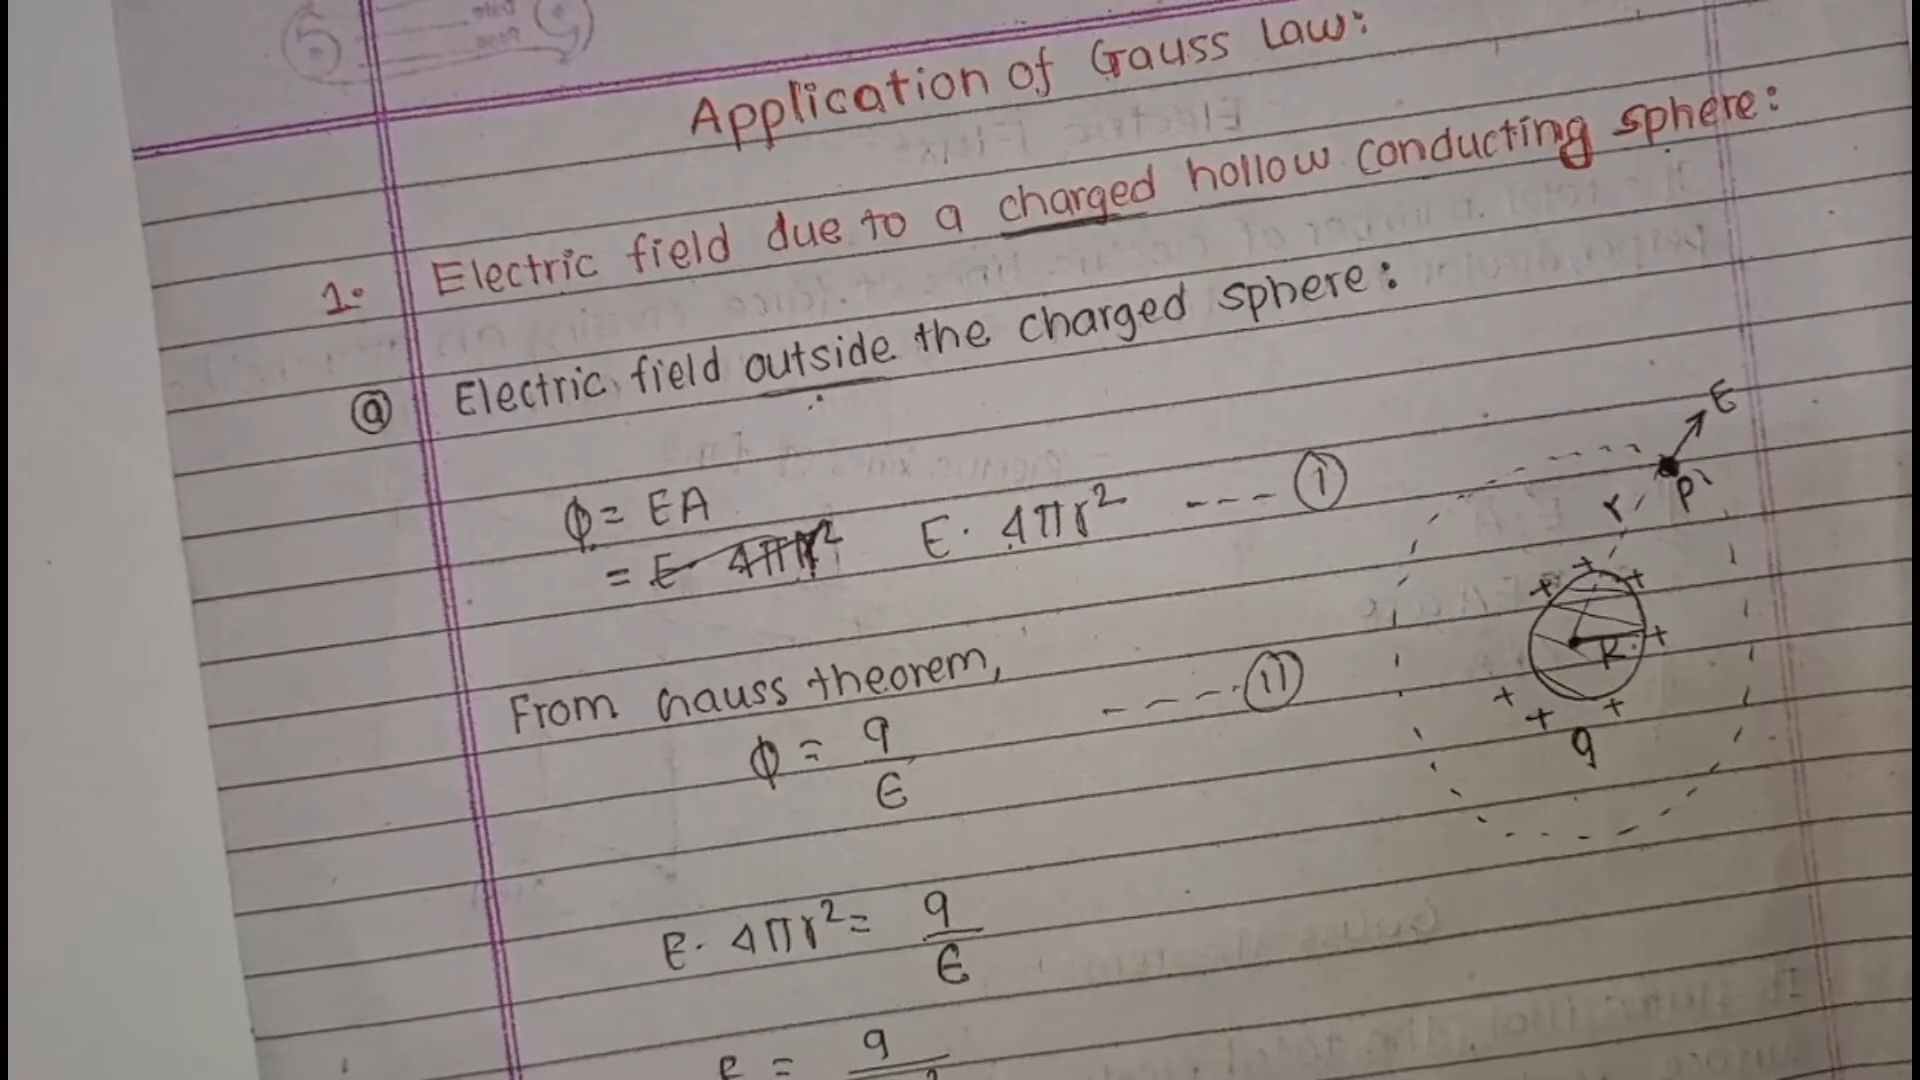 Application of Gauss Law:
1. Electric field due to a charged hollow conducting sphere:
ⓐ Electric field outside the charged sphere:
ϕ = EA
= E 4πr² E. 4πr² --- Ⓘ
E
P
r
R
q
From Gauss theorem,
ϕ = q/ϵ ---- ⒾⒾ
E. 4πr² = q/ϵ
E = q